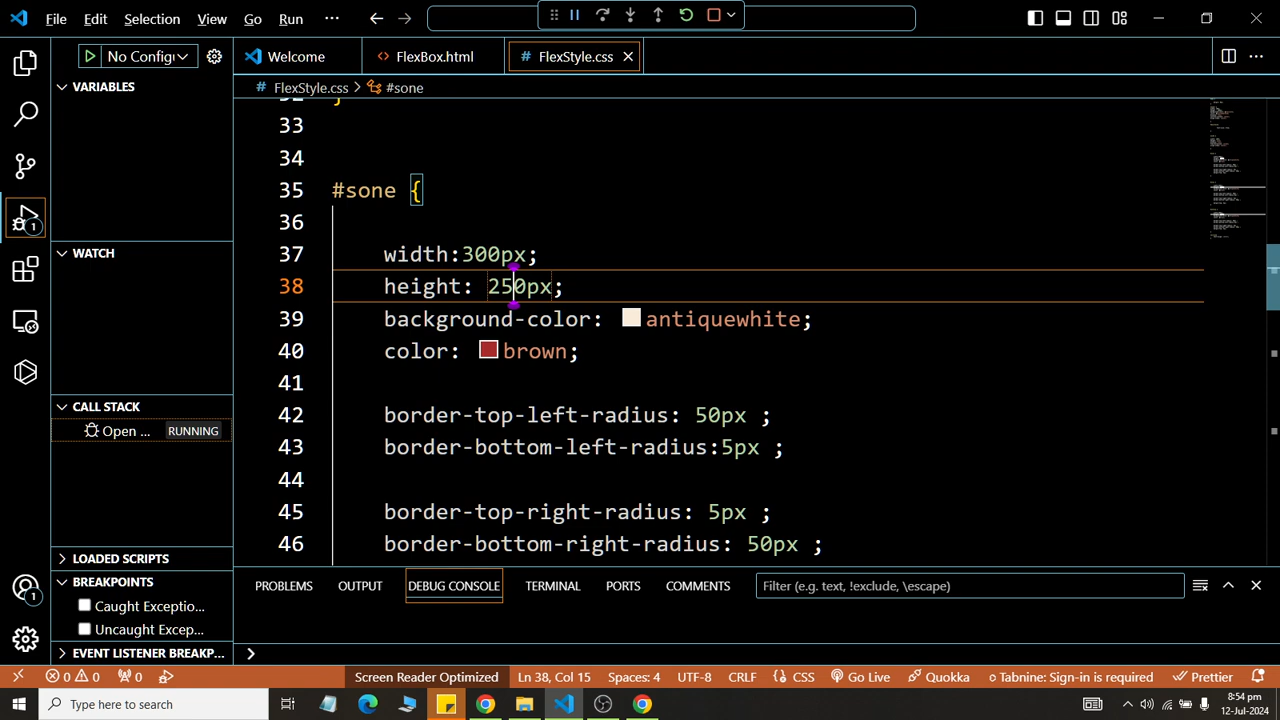 File Edit Selection View Go Run ...
No Configu
Welcome
FlexBox.html
# FlexStyle.css
# FlexStyle.css > #sone
VARIABLES
WATCH
CALL STACK
Open ... RUNNING
LOADED SCRIPTS
BREAKPOINTS
Caught Exceptio...
Uncaught Excep...
EVENT LISTENER BREAKP...
1
1
33
34
35 #sone {
36
37 width:300px;
38 height: 250px;
39 background-color: antiquewhite;
40 color: brown;
41
42 border-top-left-radius: 50px ;
43 border-bottom-left-radius:5px ;
44
45 border-top-right-radius: 5px ;
46 border-bottom-right-radius: 50px ;
PROBLEMS OUTPUT DEBUG CONSOLE TERMINAL PORTS COMMENTS Filter (e.g. text, !exclude, \escape)
>
0 0 0 Screen Reader Optimized Ln 38, Col 15 Spaces: 4 UTF-8 CRLF {} CSS Go Live Quokka Tabnine: Sign-in is required Prettier
Type here to search
8:54 pm
12-Jul-2024